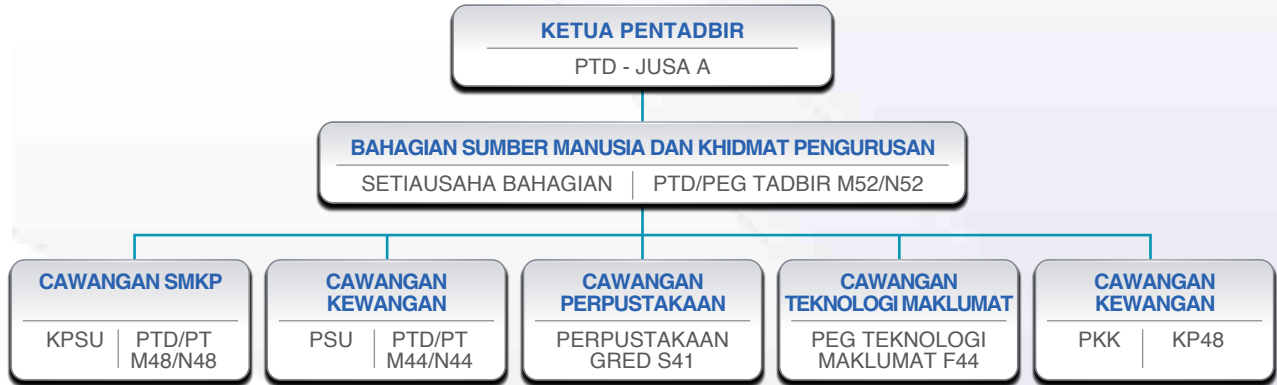 KETUA PENTADBIR
PTD - JUSA A
BAHAGIAN SUMBER MANUSIA DAN KHIDMAT PENGURUSAN
SETIAUSAHA BAHAGIAN
PTD/PEG TADBIR M52/N52
CAWANGAN SMKP
KPSU
PTD/PT
M48/N48
CAWANGAN
KEWANGAN
PSU
PTD/PT
M44/N44
CAWANGAN
PERPUSTAKAAN
PERPUSTAKAAN
GRED S41
CAWANGAN
TEKNOLOGI MAKLUMAT
PEG TEKNOLOGI
MAKLUMAT F44
CAWANGAN
KEWANGAN
PKK
KP48